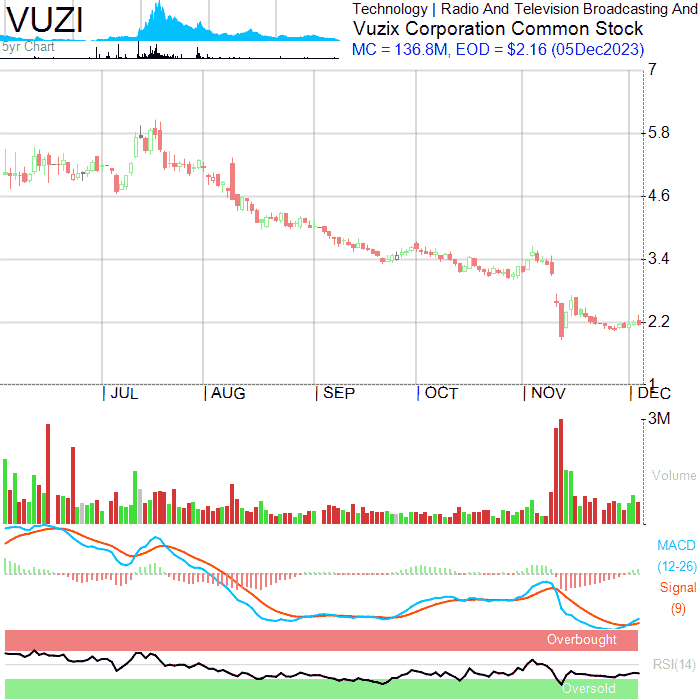 VUZI
5yr Chart
Technology | Radio And Television Broadcasting And
Vuzix Corporation Common Stock
MC = 136.8M, EOD = $2.16 (05Dec2023)
7
5.8
4.6
3.4
2.2
1
JUL
AUG
SEP
OCT
NOV
DEC
3M
Volume
MACD
(12-26)
Signal
(9)
Overbought
RSI(14)
Oversold